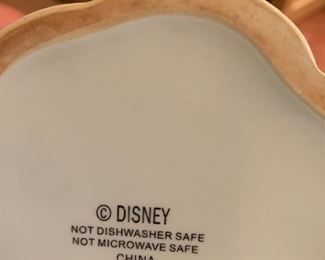 © DISNEY
NOT DISHWASHER SAFE
NOT MICROWAVE SAFE
CHINA